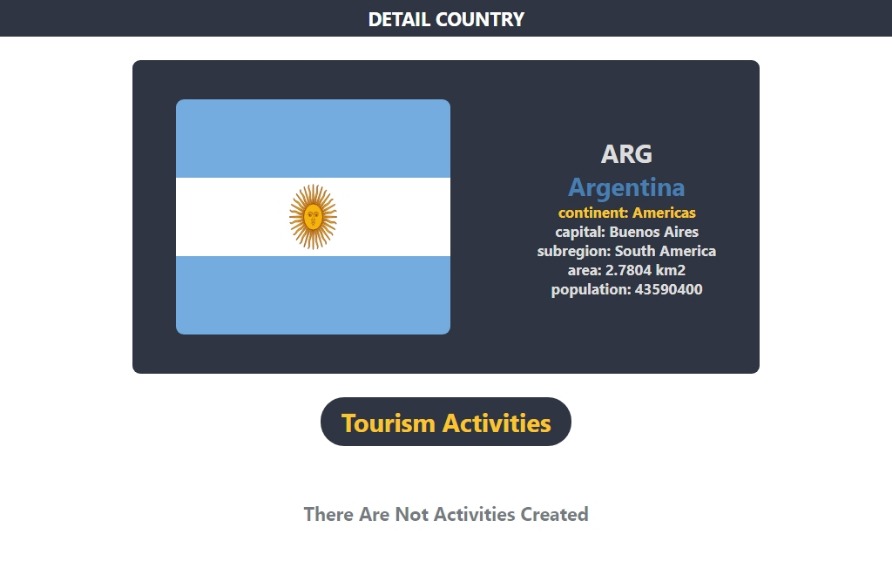 DETAIL COUNTRY
ARG
Argentina
continent: Americas
capital: Buenos Aires
subregion: South America
area: 2.7804 km2
population: 43590400
Tourism Activities
There Are Not Activities Created